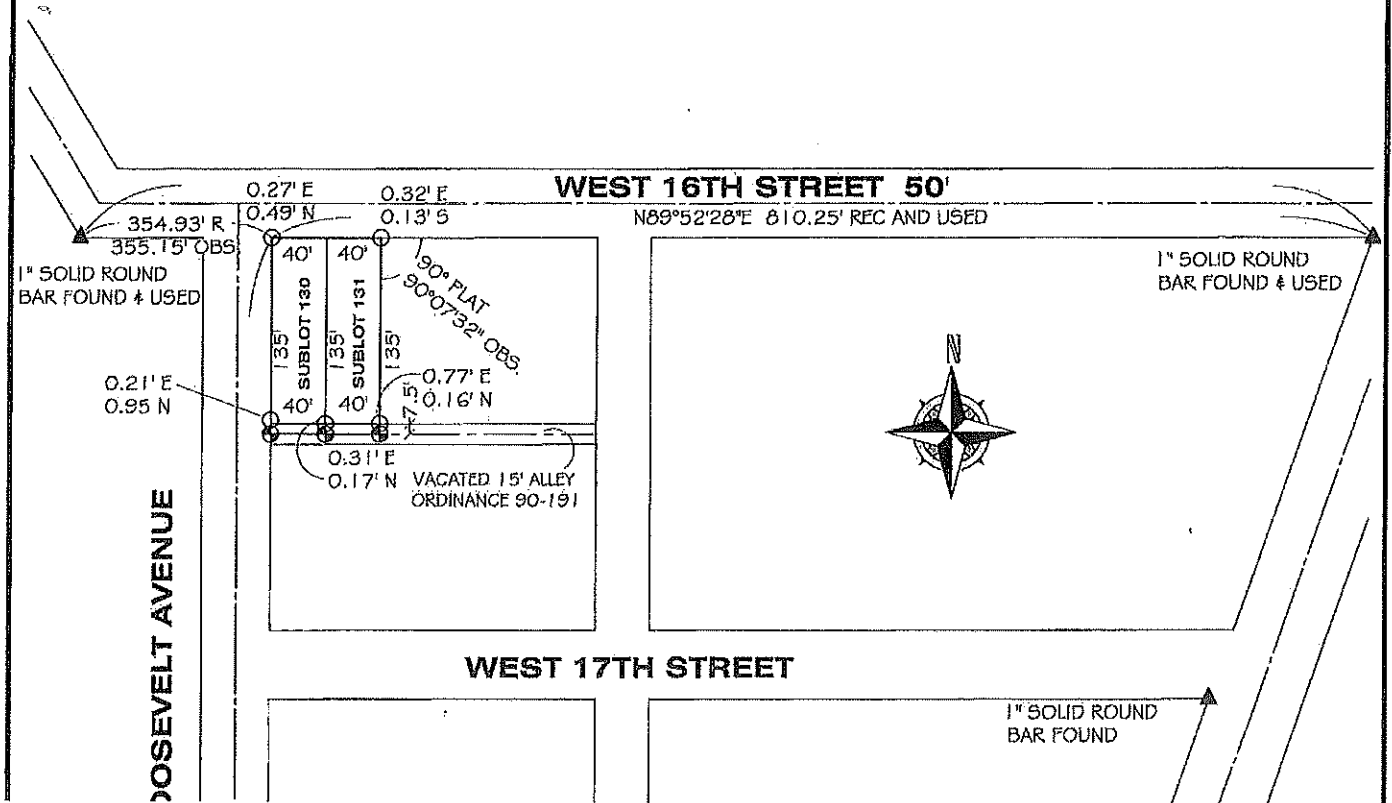 WEST 16TH STREET 50'
N89°52'28"E 810.25' REC AND USED
0.27' E
0.49' N
0.32' E
0.13' S
354.93' R
355.15' OBS
1" SOLID ROUND
BAR FOUND & USED
1" SOLID ROUND
BAR FOUND & USED
40'
40'
90° PLAT
90°07'32" OBS.
135'
SUBLOT 130
135'
SUBLOT 131
135'
40'
40'
0.21' E
0.95 N
0.77' E
0.16' N
7.5'
0.31' E
0.17' N
VACATED 15' ALLEY
ORDINANCE 90-191
N
OOSEVELT AVENUE
WEST 17TH STREET
1" SOLID ROUND
BAR FOUND